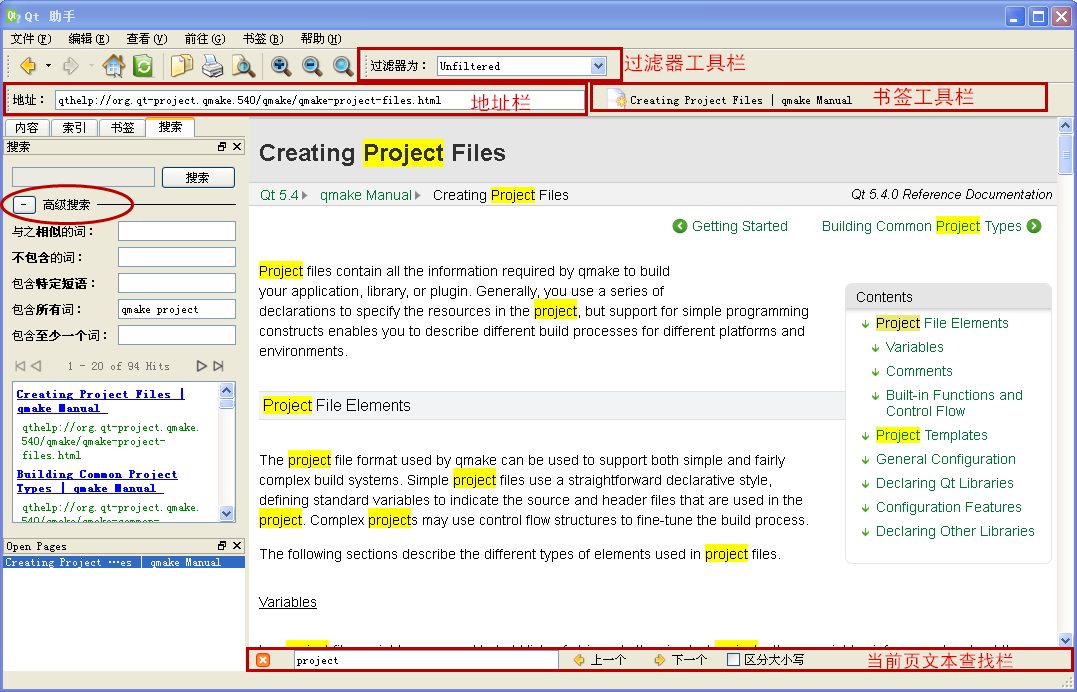 Qt 助手
文件(F) 编辑(E) 查看(V) 前往(G) 书签(B) 帮助(H)
过滤器为： Unfiltered 过滤器工具栏
地址： qthelp://org.qt-project.qmake.540/qmake/qmake-project-files.html 地址栏
Creating Project Files | qmake Manual 书签工具栏
内容 索引 书签 搜索
搜索
搜索
高级搜索
与之相似的词：
不包含的词：
包含特定短语：
包含所有词： qmake project
包含至少一个词：
1 - 20 of 94 Hits
Creating Project Files |
qmake Manual
qthelp://org.qt-project.qmake.
540/qmake/qmake-project-
files.html
Building Common Project
Types | qmake Manual
qthelp://org.qt-project.qmake.
540/qmake/qmake-common-
Open Pages
Creating Project ···es | qmake Manual
Creating Project Files
Qt 5.4 qmake Manual Creating Project Files
Qt 5.4.0 Reference Documentation
Getting Started Building Common Project Types
Project files contain all the information required by qmake to build
your application, library, or plugin. Generally, you use a series of
declarations to specify the resources in the project, but support for simple programming
constructs enables you to describe different build processes for different platforms and
environments.
Contents
Project File Elements
Variables
Comments
Built-in Functions and
Control Flow
Project Templates
General Configuration
Declaring Qt Libraries
Configuration Features
Declaring Other Libraries
Project File Elements
The project file format used by qmake can be used to support both simple and fairly
complex build systems. Simple project files use a straightforward declarative style,
defining standard variables to indicate the source and header files that are used in the
project. Complex projects may use control flow structures to fine-tune the build process.
The following sections describe the different types of elements used in project files.
Variables
project 上一个 下一个 区分大小写 当前页文本查找栏